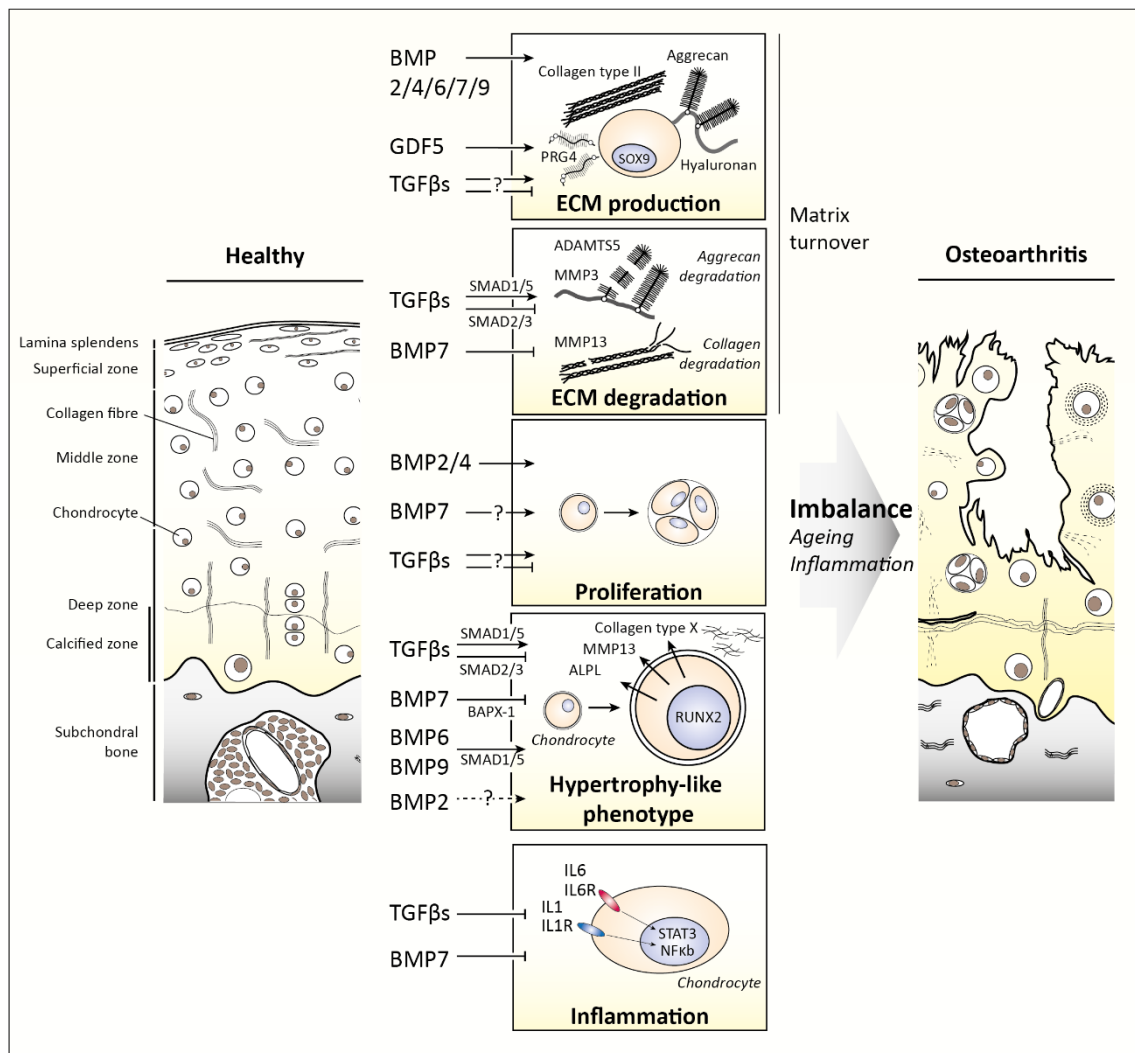 BMP
2/4/6/7/9
GDF5
TGFβs
?
Collagen type II
Aggrecan
PRG4
SOX9
Hyaluronan
ECM production
Matrix
turnover
TGFβs
SMAD1/5
SMAD2/3
BMP7
ADAMTS5
MMP3
Aggrecan
degradation
MMP13
Collagen
degradation
ECM degradation
Healthy
Lamina splendens
Superficial zone
Collagen fibre
Middle zone
Chondrocyte
Deep zone
Calcified zone
Subchondral
bone
BMP2/4
BMP7
?
TGFβs
?
Proliferation
Imbalance
Ageing
Inflammation
Osteoarthritis
TGFβs
SMAD1/5
SMAD2/3
BMP7
BAPX-1
BMP6
BMP9
SMAD1/5
BMP2
?
Collagen type X
MMP13
ALPL
RUNX2
Chondrocyte
Hypertrophy-like
phenotype
TGFβs
BMP7
IL6
IL6R
IL1
IL1R
STAT3
NFκb
Chondrocyte
Inflammation